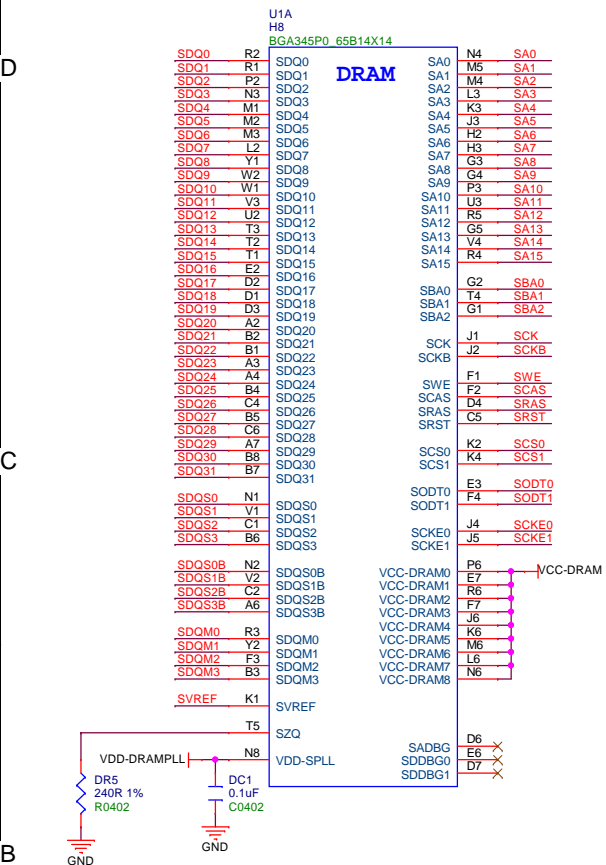 U1A
H8
BGA345P0_65B14X14
D
DRAM
SDQ0 R2 SDQ0 SA0 N4 SA0
SDQ1 R1 SDQ1 SA1 M5 SA1
SDQ2 P2 SDQ2 SA2 M4 SA2
SDQ3 N3 SDQ3 SA3 L3 SA3
SDQ4 M1 SDQ4 SA4 K3 SA4
SDQ5 M2 SDQ5 SA5 J3 SA5
SDQ6 M3 SDQ6 SA6 H2 SA6
SDQ7 L2 SDQ7 SA7 H3 SA7
SDQ8 Y1 SDQ8 SA8 G3 SA8
SDQ9 W2 SDQ9 SA9 G4 SA9
SDQ10 W1 SDQ10 SA10 P3 SA10
SDQ11 V3 SDQ11 SA11 U3 SA11
SDQ12 U2 SDQ12 SA12 R5 SA12
SDQ13 T3 SDQ13 SA13 G5 SA13
SDQ14 T2 SDQ14 SA14 V4 SA14
SDQ15 T1 SDQ15 SA15 R4 SA15
SDQ16 E2 SDQ16
SDQ17 D2 SDQ17 SBA0 G2 SBA0
SDQ18 D1 SDQ18 SBA1 T4 SBA1
SDQ19 D3 SDQ19 SBA2 G1 SBA2
SDQ20 A2 SDQ20
SDQ21 B2 SDQ21 SCK J1 SCK
SDQ22 B1 SDQ22 SCKB J2 SCKB
SDQ23 A3 SDQ23
SDQ24 A4 SDQ24 SWE F1 SWE
SDQ25 B4 SDQ25 SCAS F2 SCAS
SDQ26 C4 SDQ26 SRAS D4 SRAS
SDQ27 B5 SDQ27 SRST C5 SRST
SDQ28 C6 SDQ28
SDQ29 A7 SDQ29 SCS0 K2 SCS0
SDQ30 B8 SDQ30 SCS1 K4 SCS1
C
SDQ31 B7 SDQ31
SODT0 E3 SODT0
SDQS0 N1 SDQS0 SODT1 F4 SODT1
SDQS1 V1 SDQS1
SDQS2 C1 SDQS2 SCKE0 J4 SCKE0
SDQS3 B6 SDQS3 SCKE1 J5 SCKE1
SDQS0B N2 SDQS0B VCC-DRAM0 P6 VCC-DRAM
SDQS1B V2 SDQS1B VCC-DRAM1 E7
SDQS2B C2 SDQS2B VCC-DRAM2 R6
SDQS3B A6 SDQS3B VCC-DRAM3 F7
VCC-DRAM4 J6
SDQM0 R3 SDQM0 VCC-DRAM5 K6
SDQM1 Y2 SDQM1 VCC-DRAM6 M6
SDQM2 F3 SDQM2 VCC-DRAM7 L6
SDQM3 B3 SDQM3 VCC-DRAM8 N6
SVREF K1 SVREF
T5 SZQ
SADBG D6
VDD-DRAMPLL N8 VDD-SPLL SDDBG0 E6
SDDBG1 D7
DR5
240R 1%
R0402
DC1
0.1uF
C0402
GND
GND
B